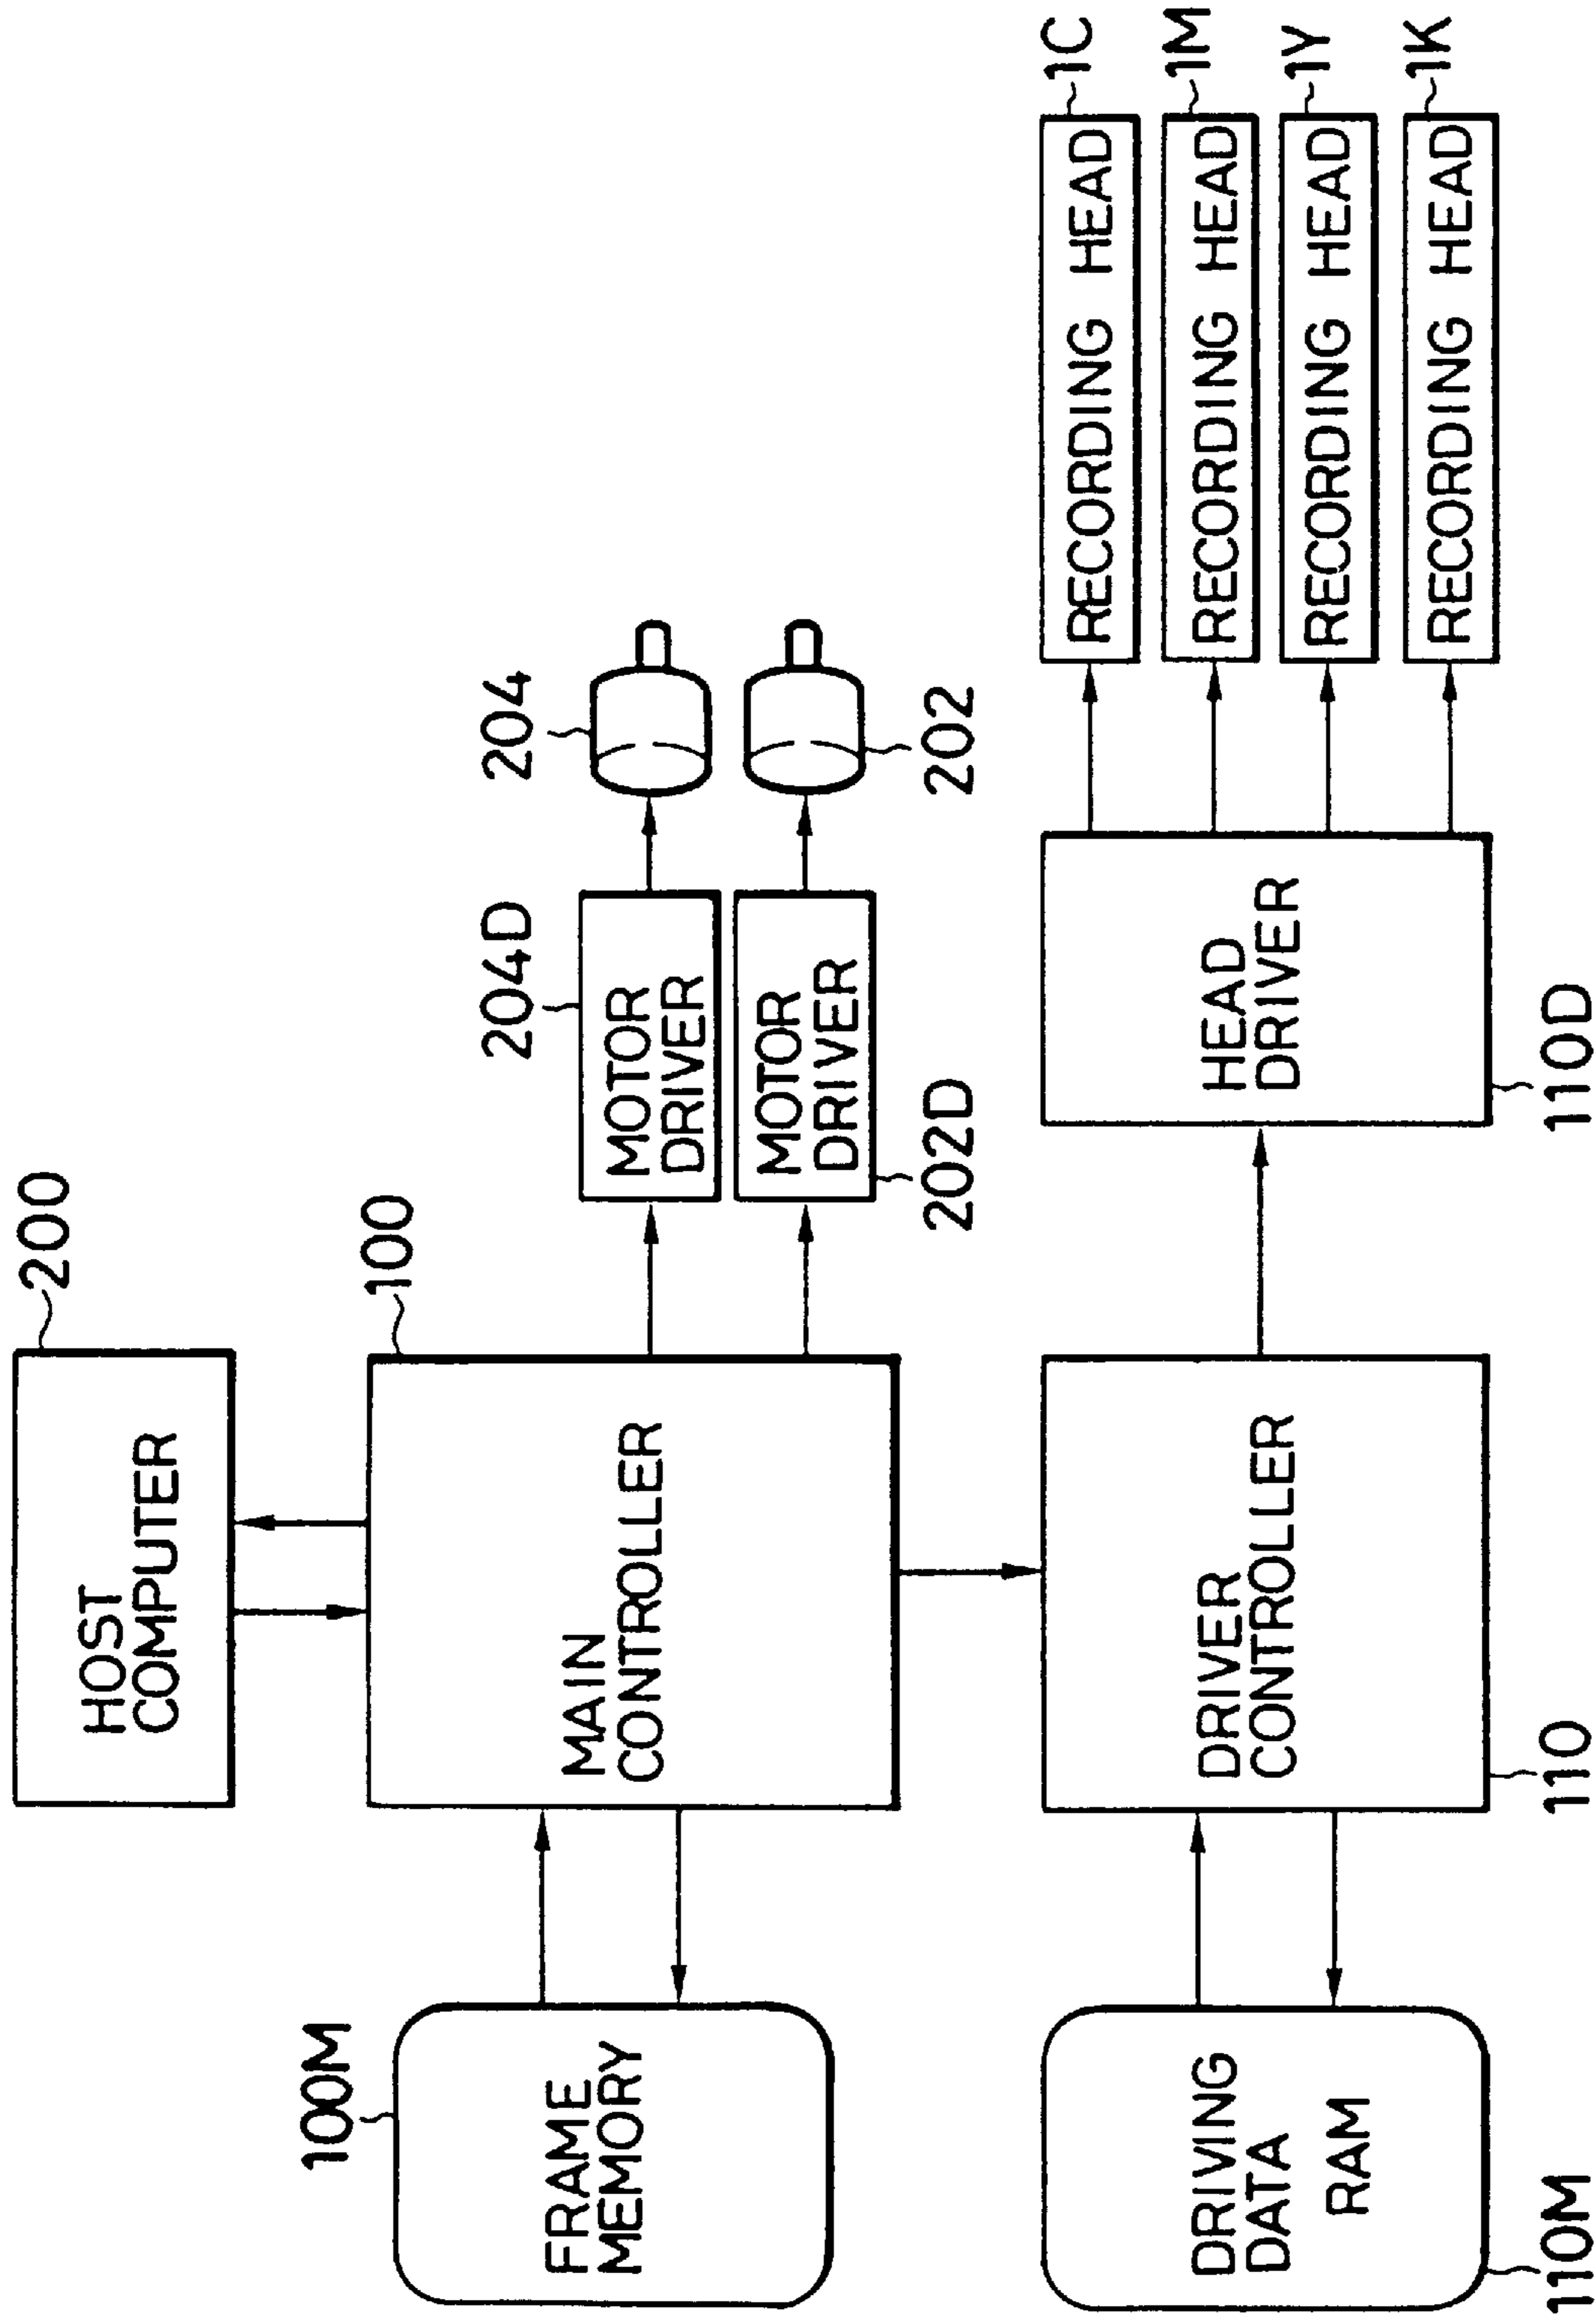 200
HOST
COMPUTER
100
MAIN
CONTROLLER
100M
FRAME
MEMORY
204D
MOTOR
DRIVER
204
MOTOR
DRIVER
202D
202
DRIVING
DATA
RAM
110M
DRIVER
CONTROLLER
110
HEAD
DRIVER
110D
RECORDING HEAD
1C
RECORDING HEAD
1M
RECORDING HEAD
1Y
RECORDING HEAD
1K